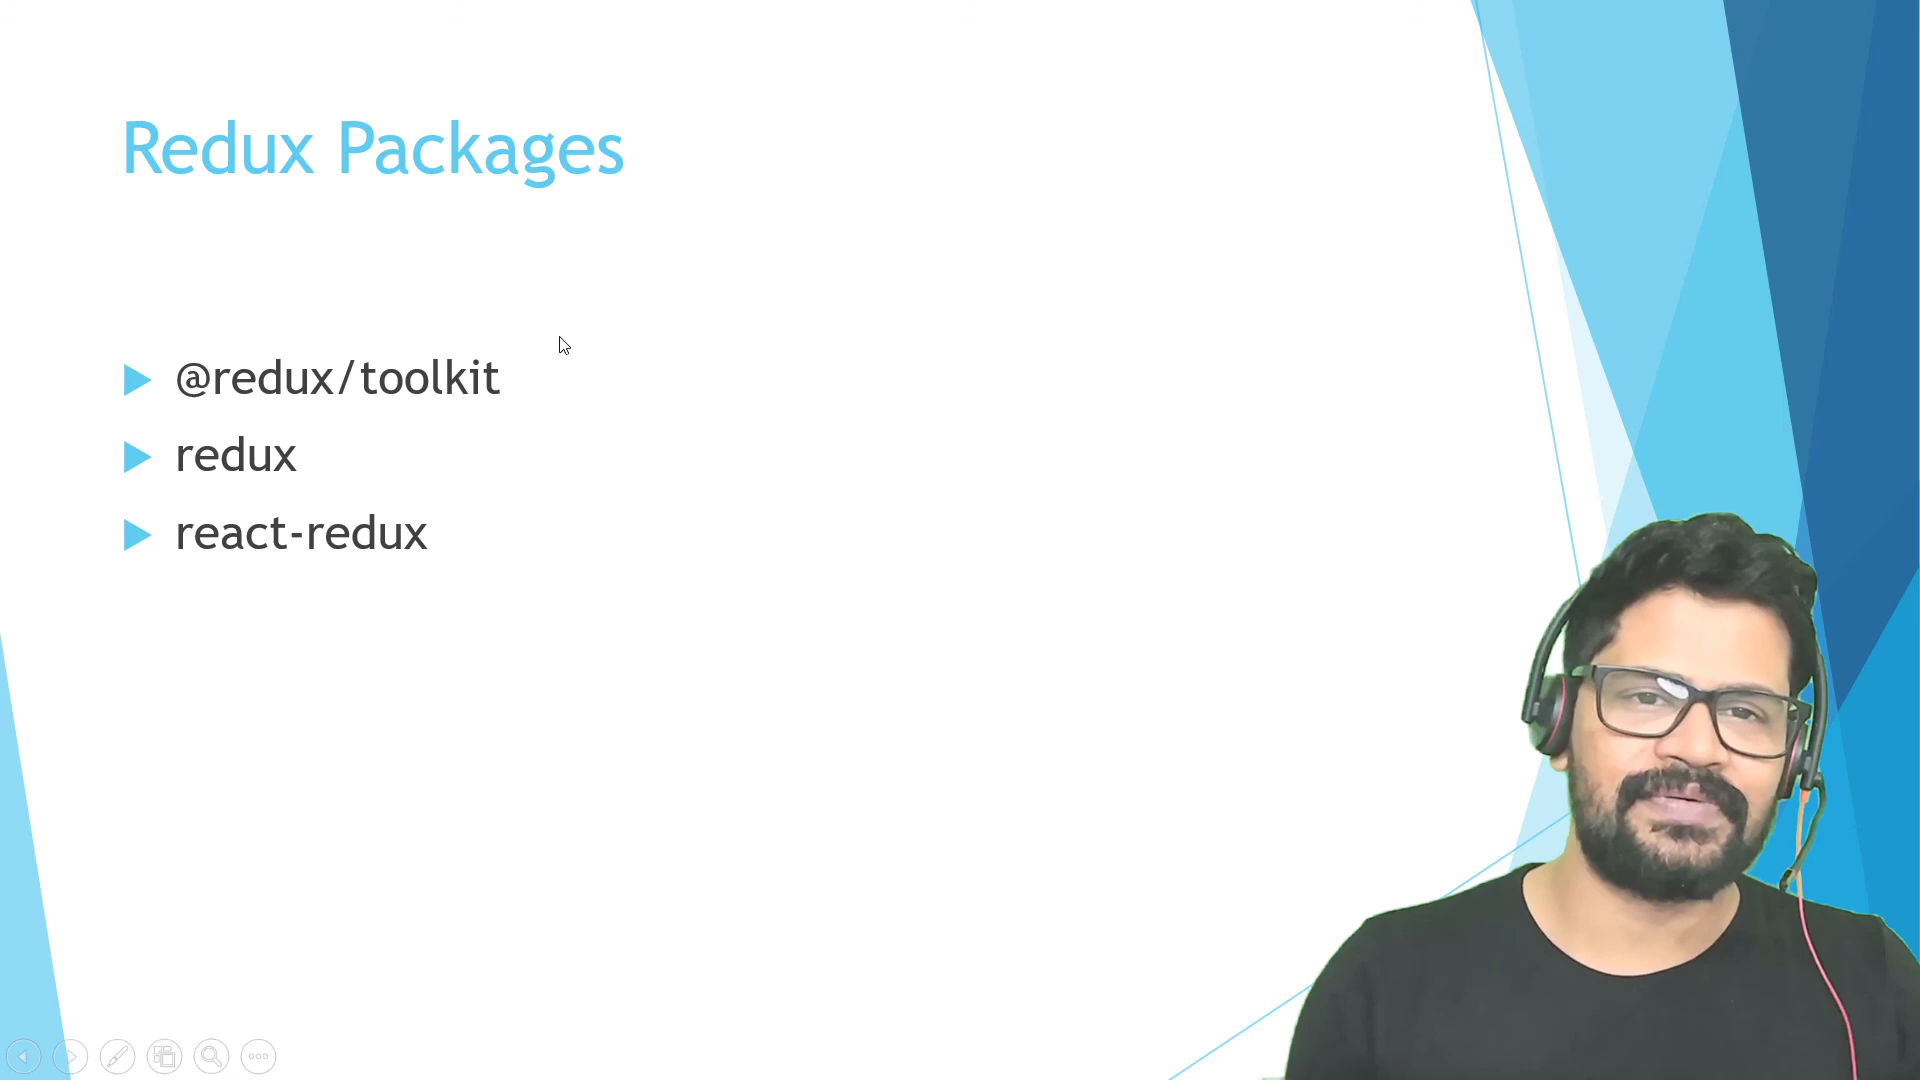 Redux Packages
@redux/toolkit
redux
react-redux